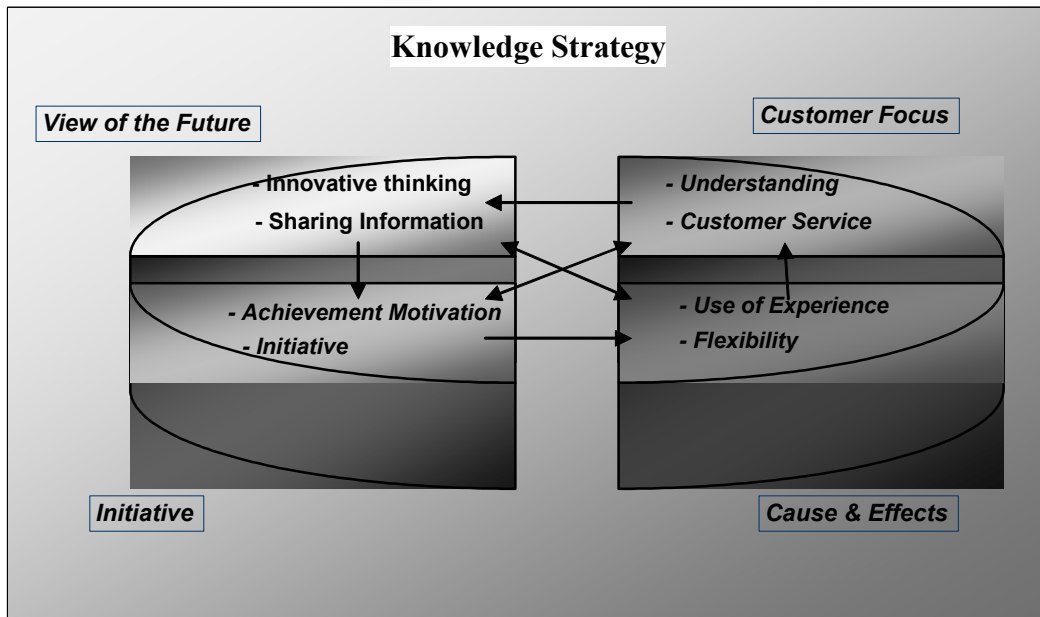 Knowledge Strategy
View of the Future
Customer Focus
- Innovative thinking
- Sharing Information
- Understanding
- Customer Service
- Achievement Motivation
- Initiative
- Use of Experience
- Flexibility
Initiative
Cause & Effects